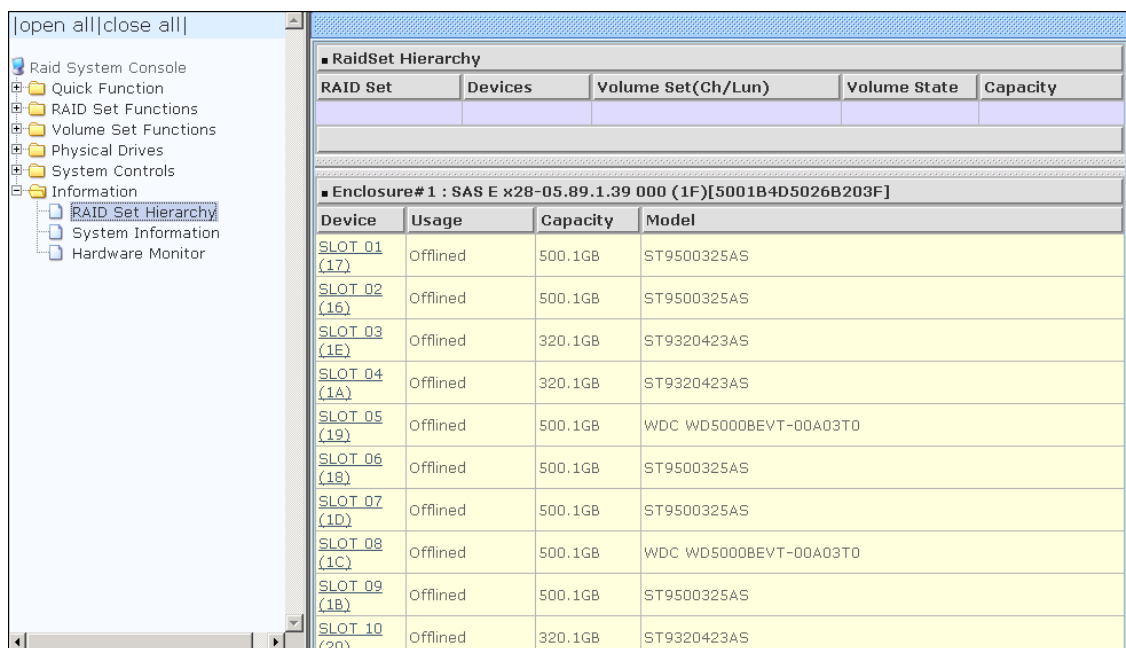 |open all|close all|
Raid System Console
Quick Function
RAID Set Functions
Volume Set Functions
Physical Drives
System Controls
Information
RAID Set Hierarchy
System Information
Hardware Monitor
RaidSet Hierarchy
RAID Set Devices Volume Set(Ch/Lun) Volume State Capacity
Enclosure#1 : SAS E x28-05.89.1.39 000 (1F)[5001B4D5026B203F]
Device Usage Capacity Model
SLOT 01 (17) Offlined 500.1GB ST9500325AS
SLOT 02 (16) Offlined 500.1GB ST9500325AS
SLOT 03 (1E) Offlined 320.1GB ST9320423AS
SLOT 04 (1A) Offlined 320.1GB ST9320423AS
SLOT 05 (19) Offlined 500.1GB WDC WD5000BEVT-00A03T0
SLOT 06 (18) Offlined 500.1GB ST9500325AS
SLOT 07 (1D) Offlined 500.1GB ST9500325AS
SLOT 08 (1C) Offlined 500.1GB WDC WD5000BEVT-00A03T0
SLOT 09 (1B) Offlined 500.1GB ST9500325AS
SLOT 10 (20) Offlined 320.1GB ST9320423AS